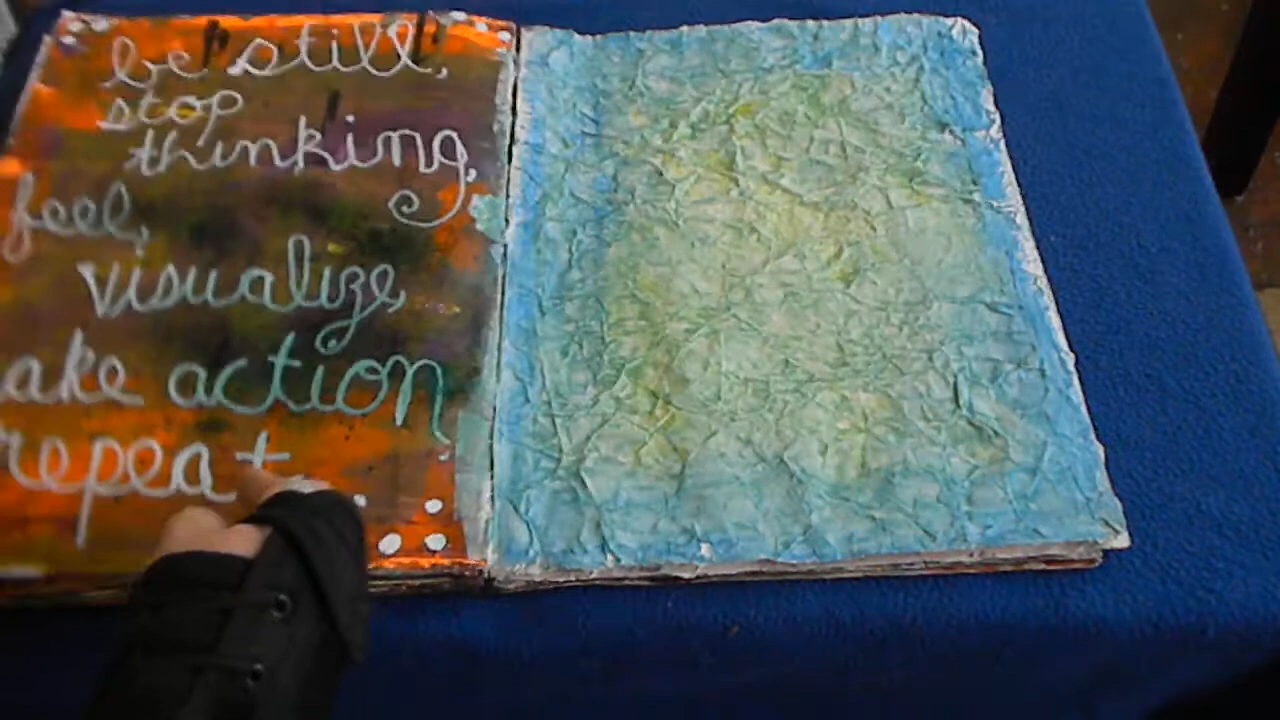 be still,
stop
thinking,
feel,
visualize,
ake action,
repeat